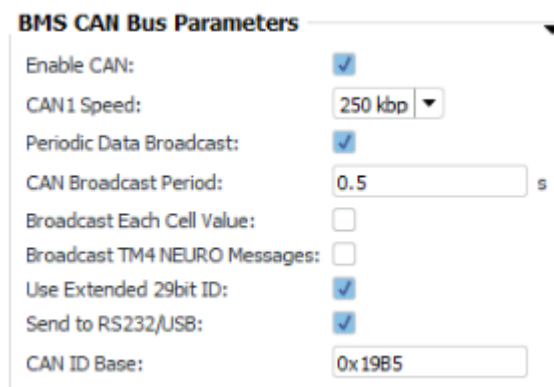 BMS CAN Bus Parameters
Enable CAN:
CAN1 Speed: 250 kbp
Periodic Data Broadcast:
CAN Broadcast Period: 0.5 s
Broadcast Each Cell Value:
Broadcast TM4 NEURO Messages:
Use Extended 29bit ID:
Send to RS232/USB:
CAN ID Base: 0x19B5